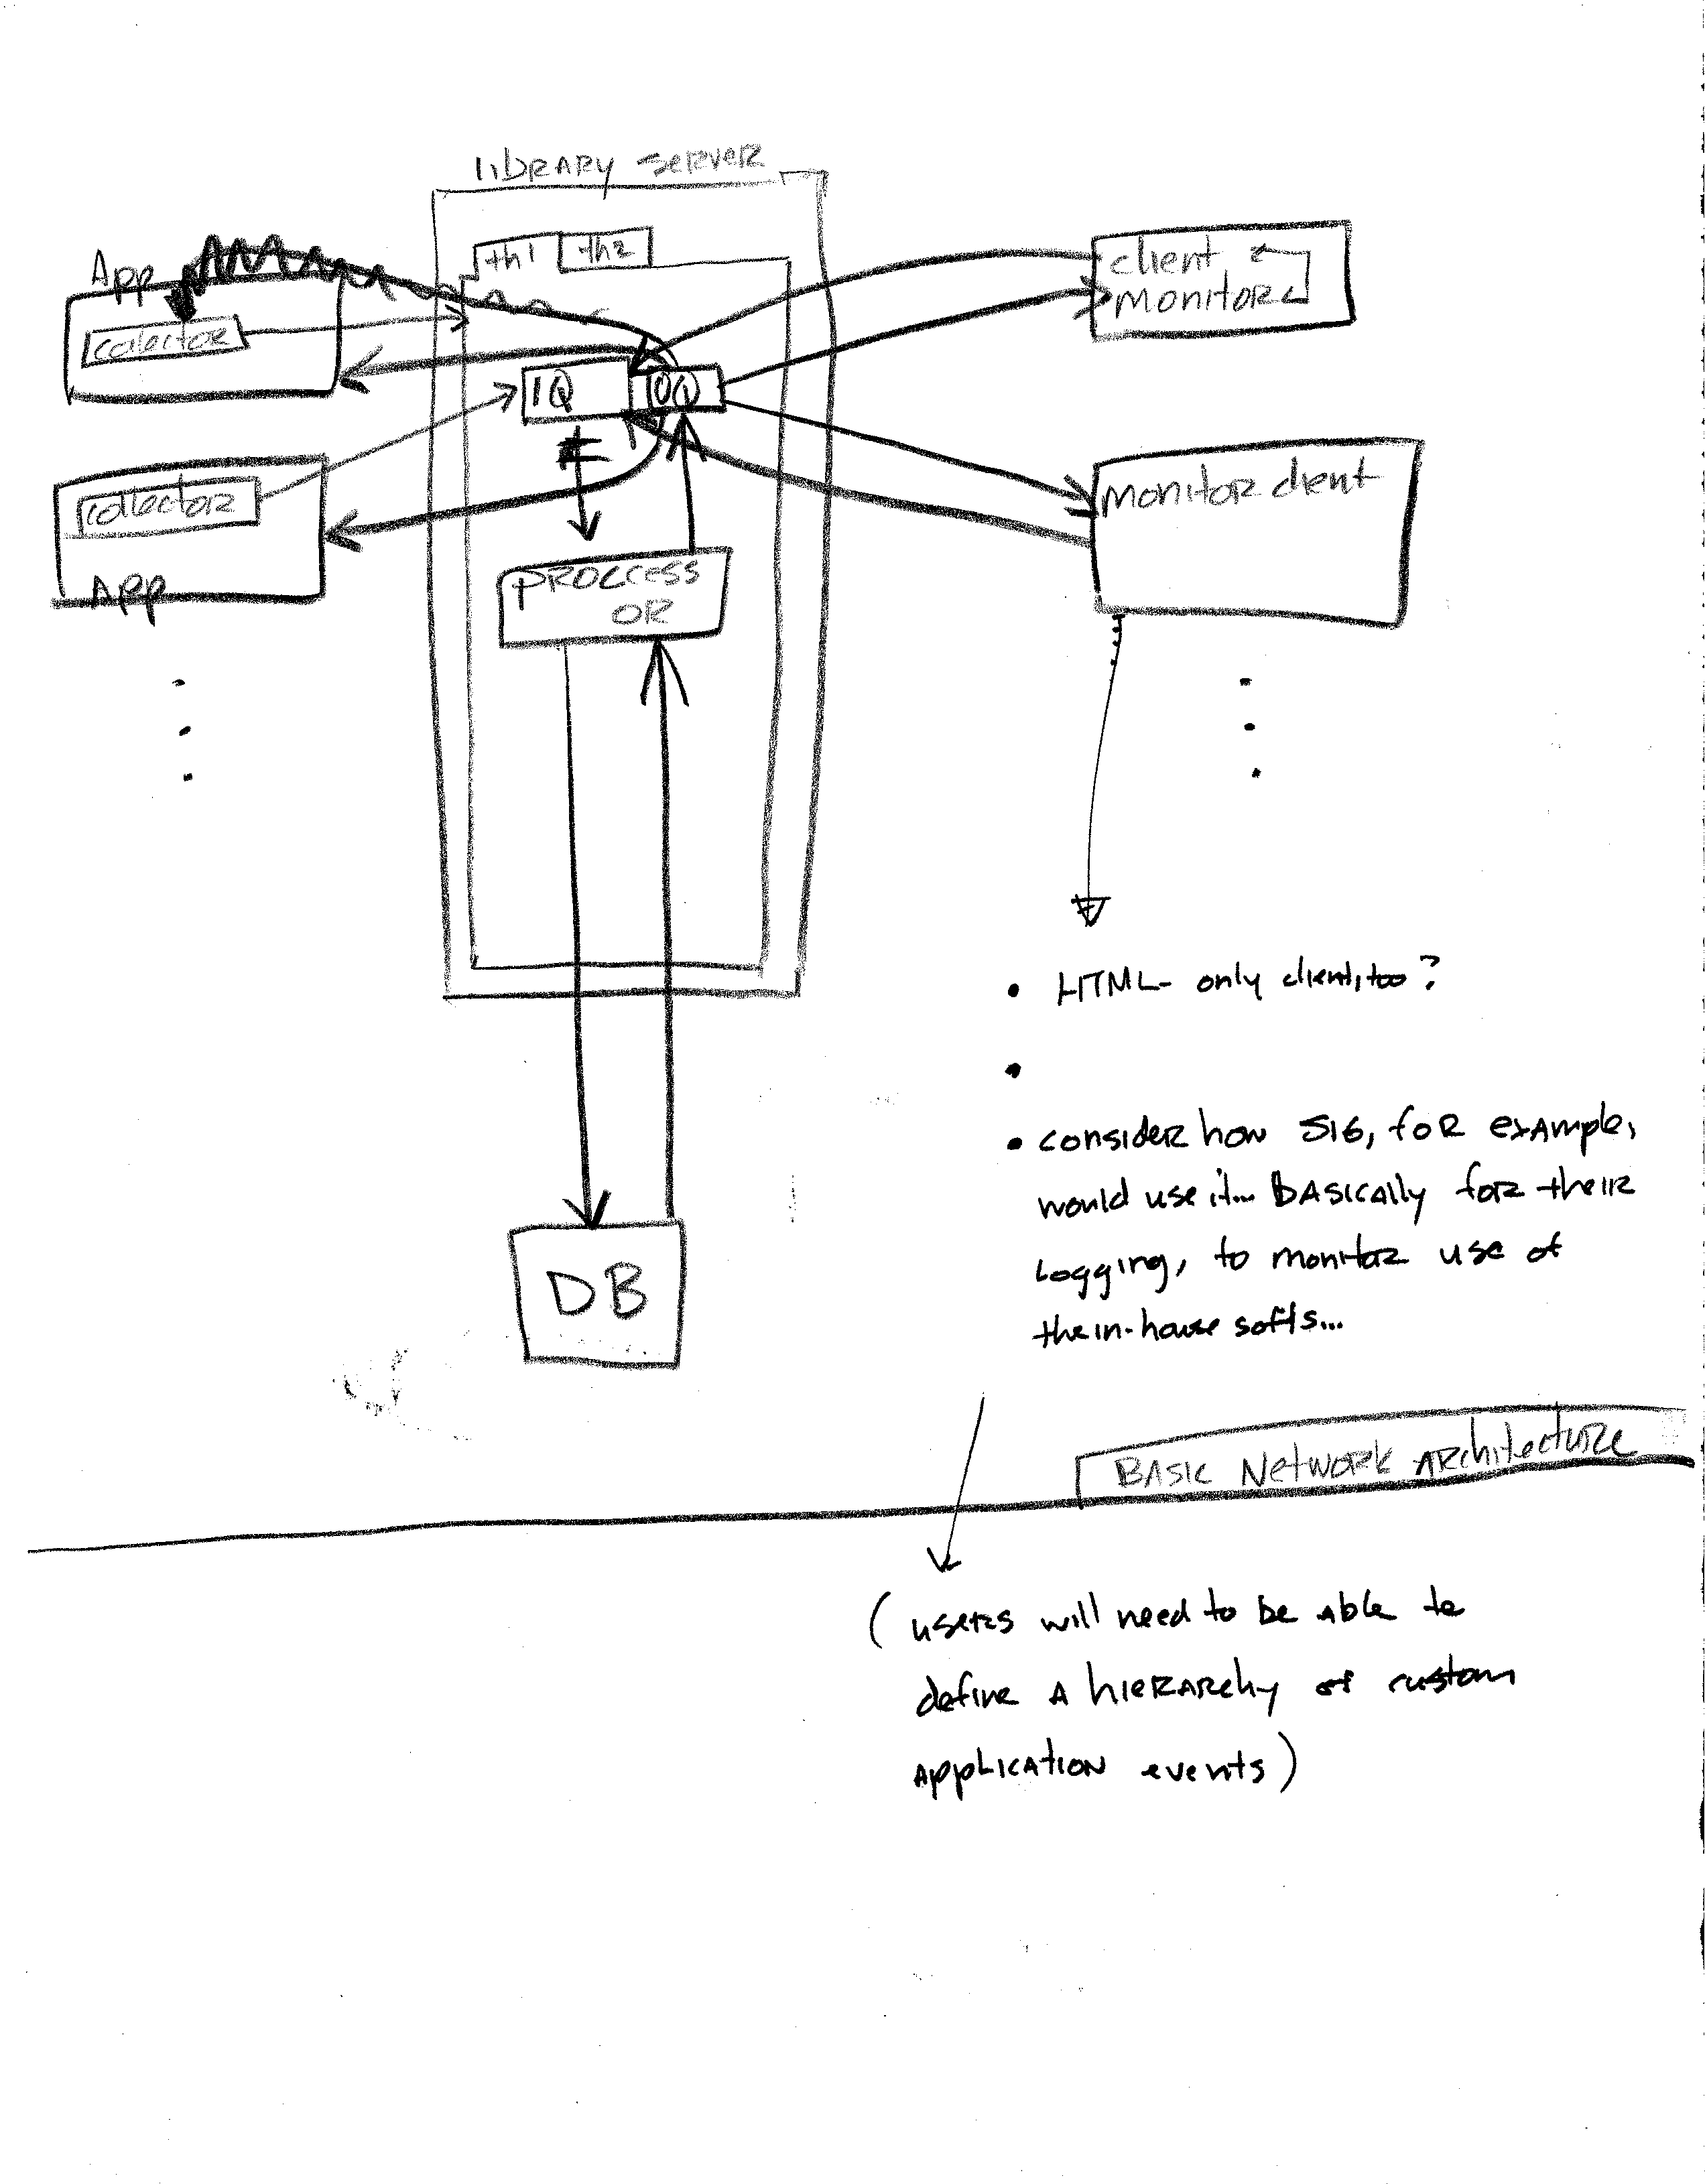 library server
th1 th2
App
collector
IQ
OQ
client
monitor
collector
App
monitor client
PROCCESS
OR
• HTML- only client, too?
•
• consider how SIG, for example,
would use it... Basically for their
logging, to monitor use of
the in-house softs...
DB
Basic Network Architecture
(users will need to be able to
define a hierarchy of custom
application events)